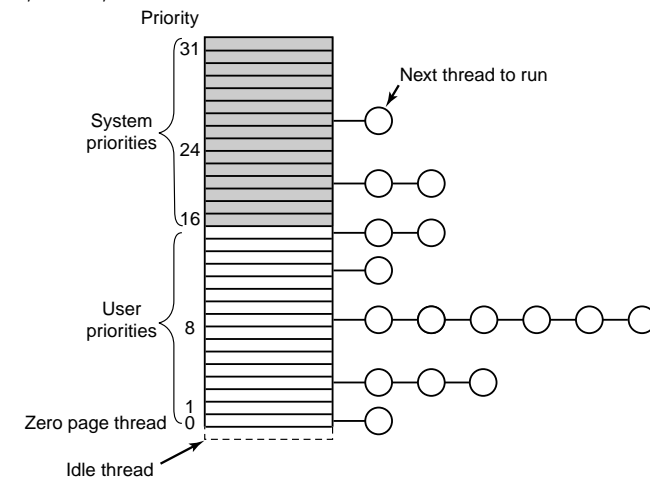 Priority
31
Next thread to run
System
priorities
24
16
User
priorities
8
1
Zero page thread
0
Idle thread